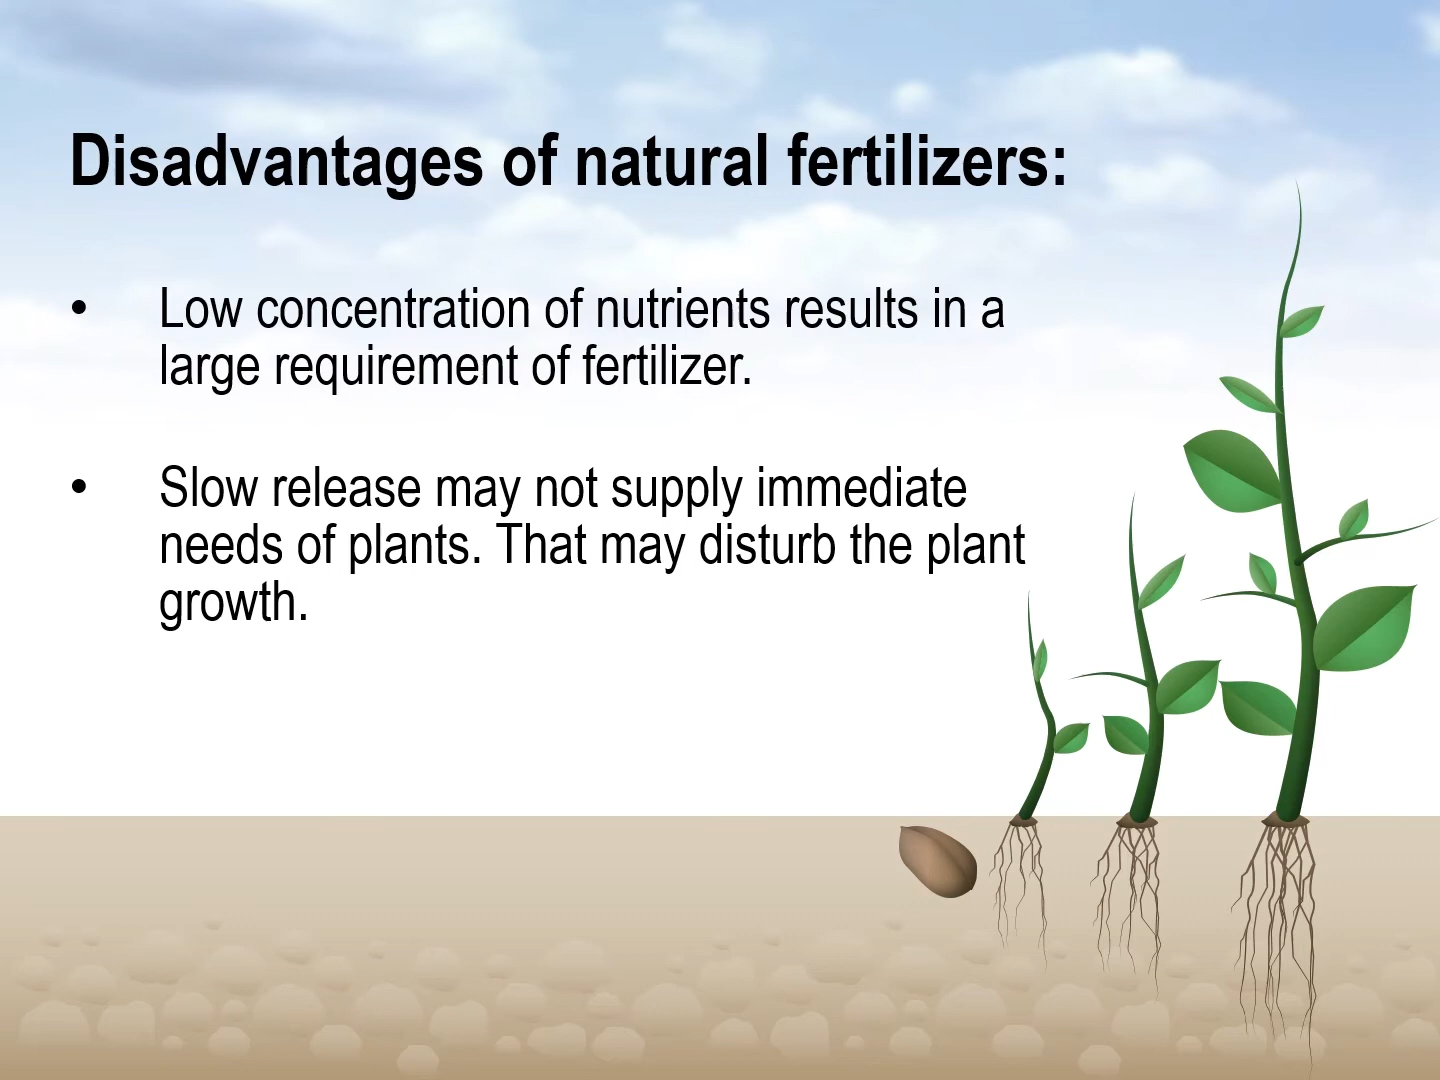 Disadvantages of natural fertilizers:
• Low concentration of nutrients results in a
large requirement of fertilizer.
• Slow release may not supply immediate
needs of plants. That may disturb the plant
growth.